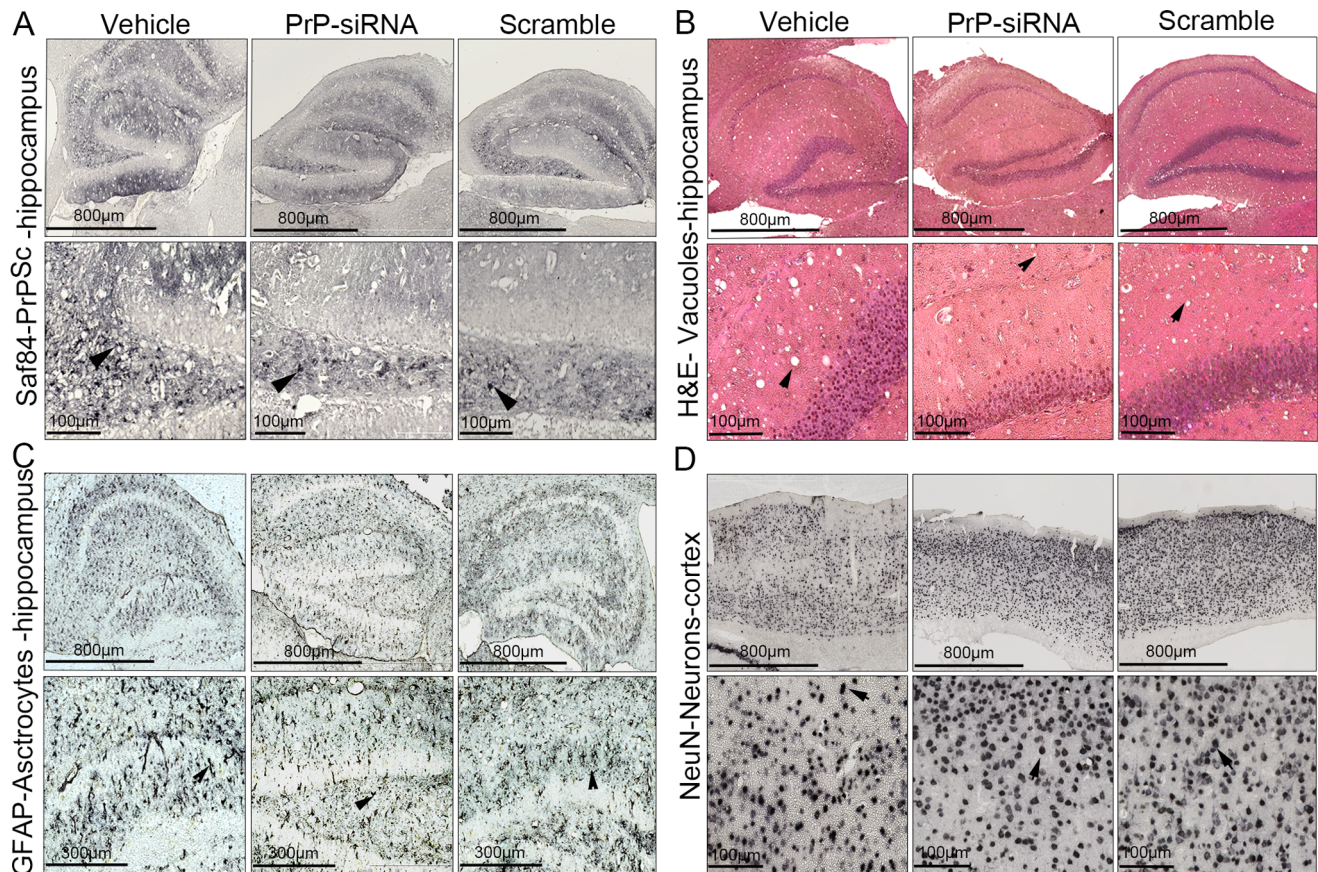 A
Vehicle
PrP-siRNA
Scramble
Saf84-PrPSc -hippocampus
800µm
800µm
800µm
100µm
100µm
100µm
B
Vehicle
PrP-siRNA
Scramble
H&E- Vacuoles-hippocampus
800µm
800µm
800µm
100µm
100µm
100µm
C
GFAP-Asctrocytes -hippocampus
800µm
800µm
800µm
300µm
300µm
300µm
D
NeuN-Neurons-cortex
800µm
800µm
800µm
100µm
100µm
100µm